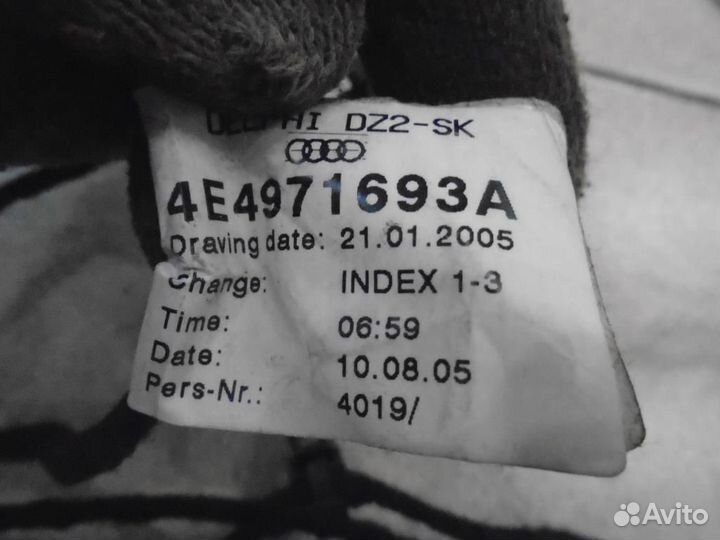 DZ2-SK
4E4971693A
Draving date: 21.01.2005
Change: INDEX 1-3
Time: 06:59
Date: 10.08.05
Pers-Nr.: 4019/
Avito